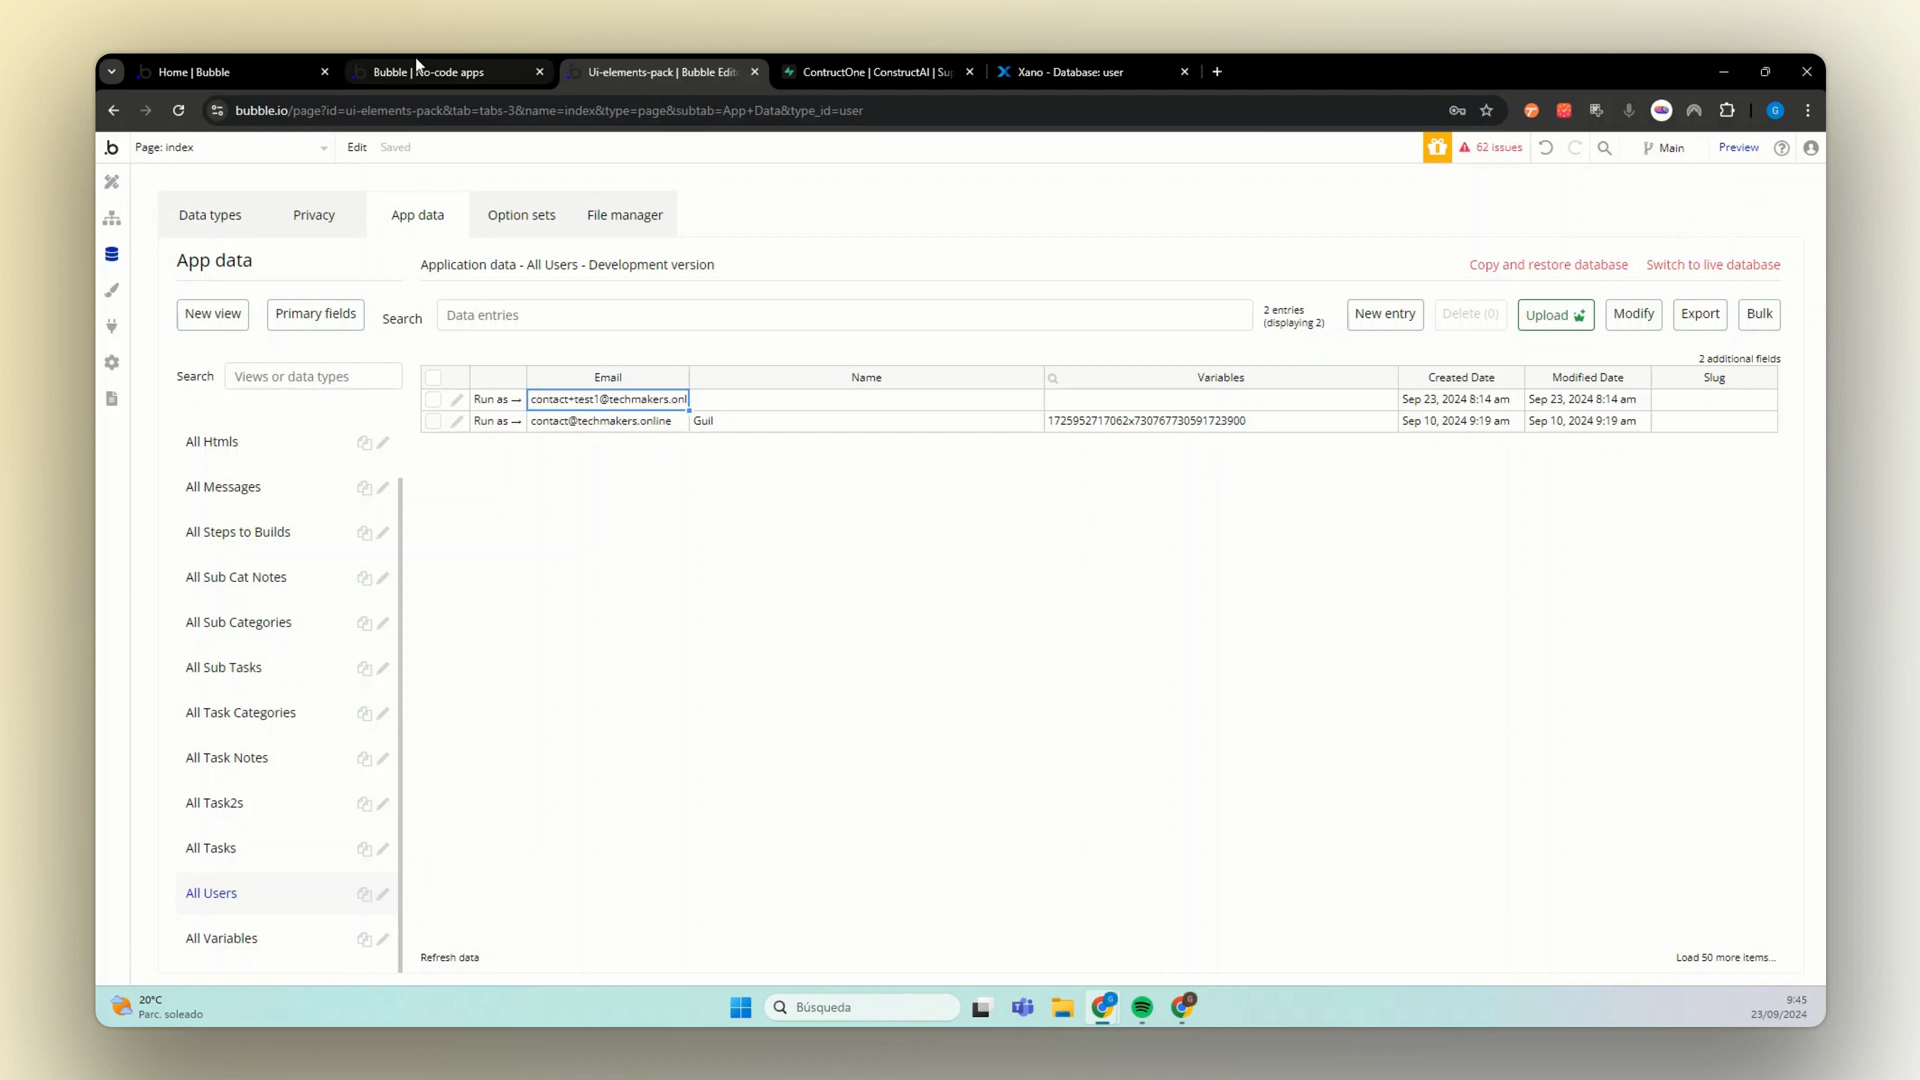 Home | Bubble
Bubble | No-code apps
Ui-elements-pack | Bubble Edit
ContructOne | ConstructAI | Su
Xano - Database: user
bubble.io/page?id=ui-elements-pack&tab=tabs-3&name=index&type=page&subtab=App+Data&type_id=user
Page: index
Edit
Saved
62 issues
Main
Preview
Data types
Privacy
App data
Option sets
File manager
App data
Application data - All Users - Development version
Copy and restore database
Switch to live database
New view
Primary fields
Search
Data entries
2 entries
(displaying 2)
New entry
Delete (0)
Upload
Modify
Export
Bulk
2 additional fields
Search
Views or data types
Email
Name
Variables
Created Date
Modified Date
Slug
Run as → contact+test1@techmakers.onl Sep 23, 2024 8:14 am Sep 23, 2024 8:14 am
Run as → contact@techmakers.online Guil 1725952717062x730767730591723900 Sep 10, 2024 9:19 am Sep 10, 2024 9:19 am
All Htmls
All Messages
All Steps to Builds
All Sub Cat Notes
All Sub Categories
All Sub Tasks
All Task Categories
All Task Notes
All Task2s
All Tasks
All Users
All Variables
Refresh data
Load 50 more items...
20°C
Parc. soleado
Búsqueda
9:45
23/09/2024